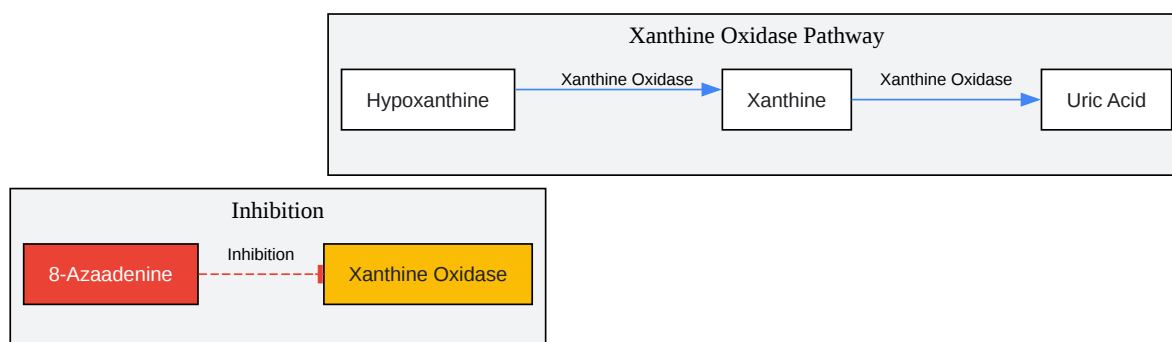 Xanthine Oxidase Pathway
Hypoxanthine
Xanthine Oxidase
Xanthine
Xanthine Oxidase
Uric Acid
Inhibition
8-Azaadenine
Inhibition
Xanthine Oxidase